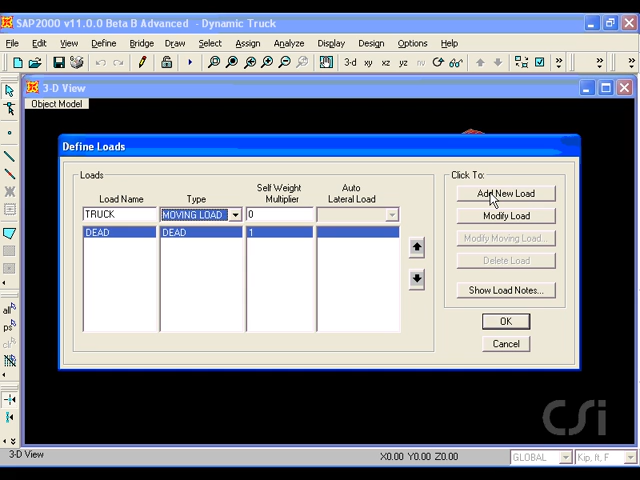 SAP2000 v11.0.0 Beta B Advanced - Dynamic Truck
File Edit View Define Bridge Draw Select Assign Analyze Display Design Options Help
3-d xy xz yz nv
3-D View
Object Model
Define Loads
Loads
Click To:
Load Name Type Self Weight Multiplier Auto Lateral Load
TRUCK MOVING LOAD 0
DEAD DEAD 1
Add New Load
Modify Load
Modify Moving Load...
Delete Load
Show Load Notes...
OK
Cancel
all
ps
clr
CSi
3-D View X0.00 Y0.00 Z0.00 GLOBAL Kip, ft, F